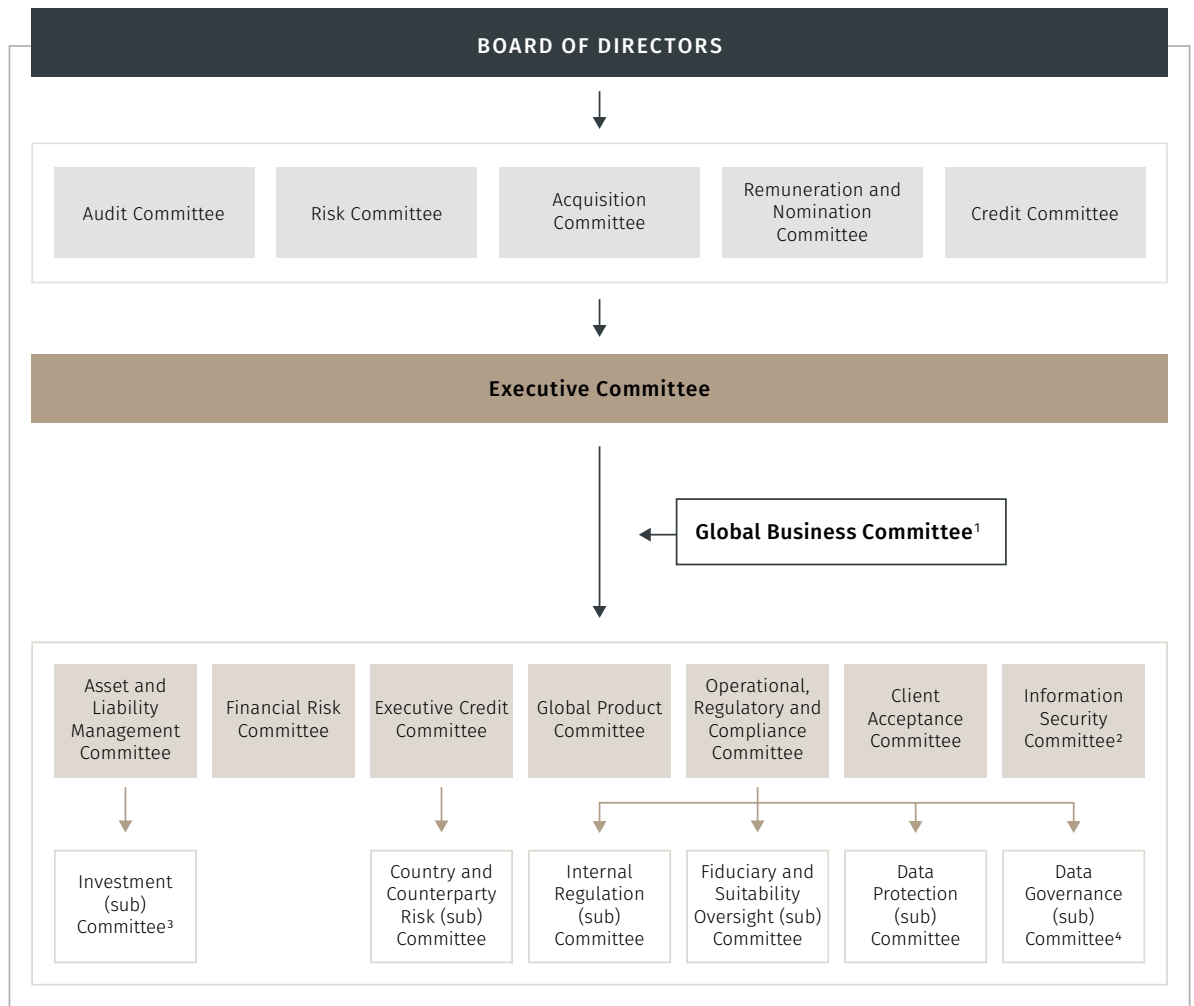 BOARD OF DIRECTORS
Audit Committee
Risk Committee
Acquisition
Committee
Remuneration and
Nomination
Committee
Credit Committee
Executive Committee
Global Business Committee¹
Asset and
Liability
Management
Committee
Financial Risk
Committee
Executive Credit
Committee
Global Product
Committee
Operational,
Regulatory and
Compliance
Committee
Client
Acceptance
Committee
Information
Security
Committee²
Investment
(sub)
Committee³
Country and
Counterparty
Risk (sub)
Committee
Internal
Regulation
(sub)
Committee
Fiduciary and
Suitability
Oversight (sub)
Committee
Data
Protection
(sub)
Committee
Data
Governance
(sub)
Committee⁴